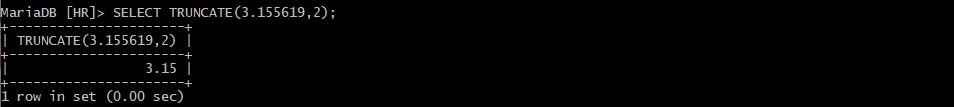 MariaDB [HR]> SELECT TRUNCATE(3.155619,2);
+----------------------+
| TRUNCATE(3.155619,2) |
+----------------------+
|                 3.15 |
+----------------------+
1 row in set (0.00 sec)